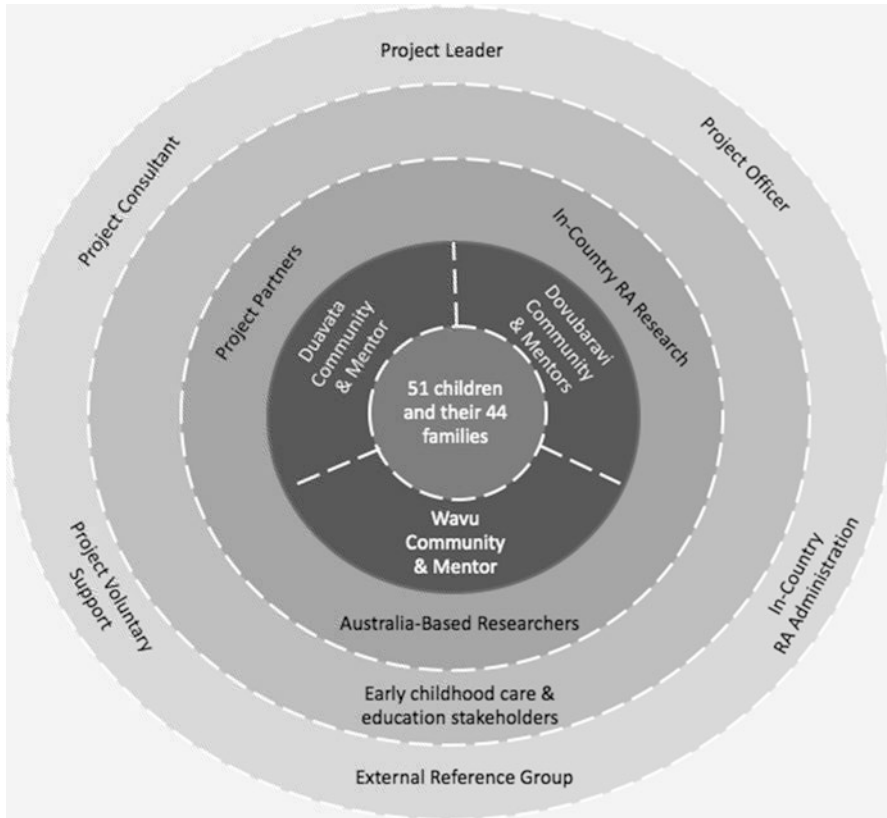 Project Leader
Project Consultant
Project Officer
Project Partners
In-Country RA Research
Duavata
Community
& Mentor
Dovubaravi
Community
& Mentors
51 children
and their 44
families
Wavu
Community
& Mentor
Project Voluntary
Support
In-Country
RA Administration
Australia-Based Researchers
Early childhood care &
education stakeholders
External Reference Group